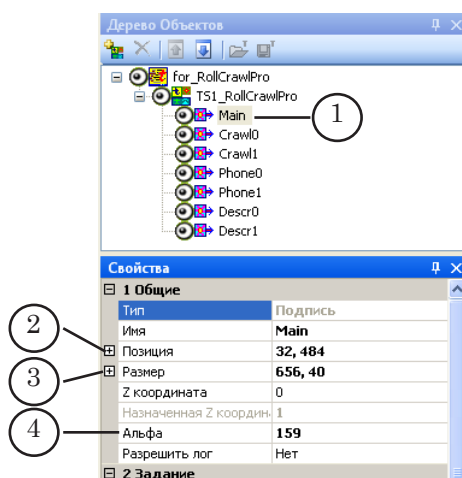 Дерево Объектов
for_RollCrawlPro
TS1_RollCrawlPro
Main
1
Crawl0
Crawl1
Phone0
Phone1
Descr0
Descr1
Свойства
1 Общие
Тип Подпись
Имя Main
2
Позиция 32, 484
3
Размер 656, 40
Z координата 0
Назначенная Z координ 1
4
Альфа 159
Разрешить лог Нет
2 Задание